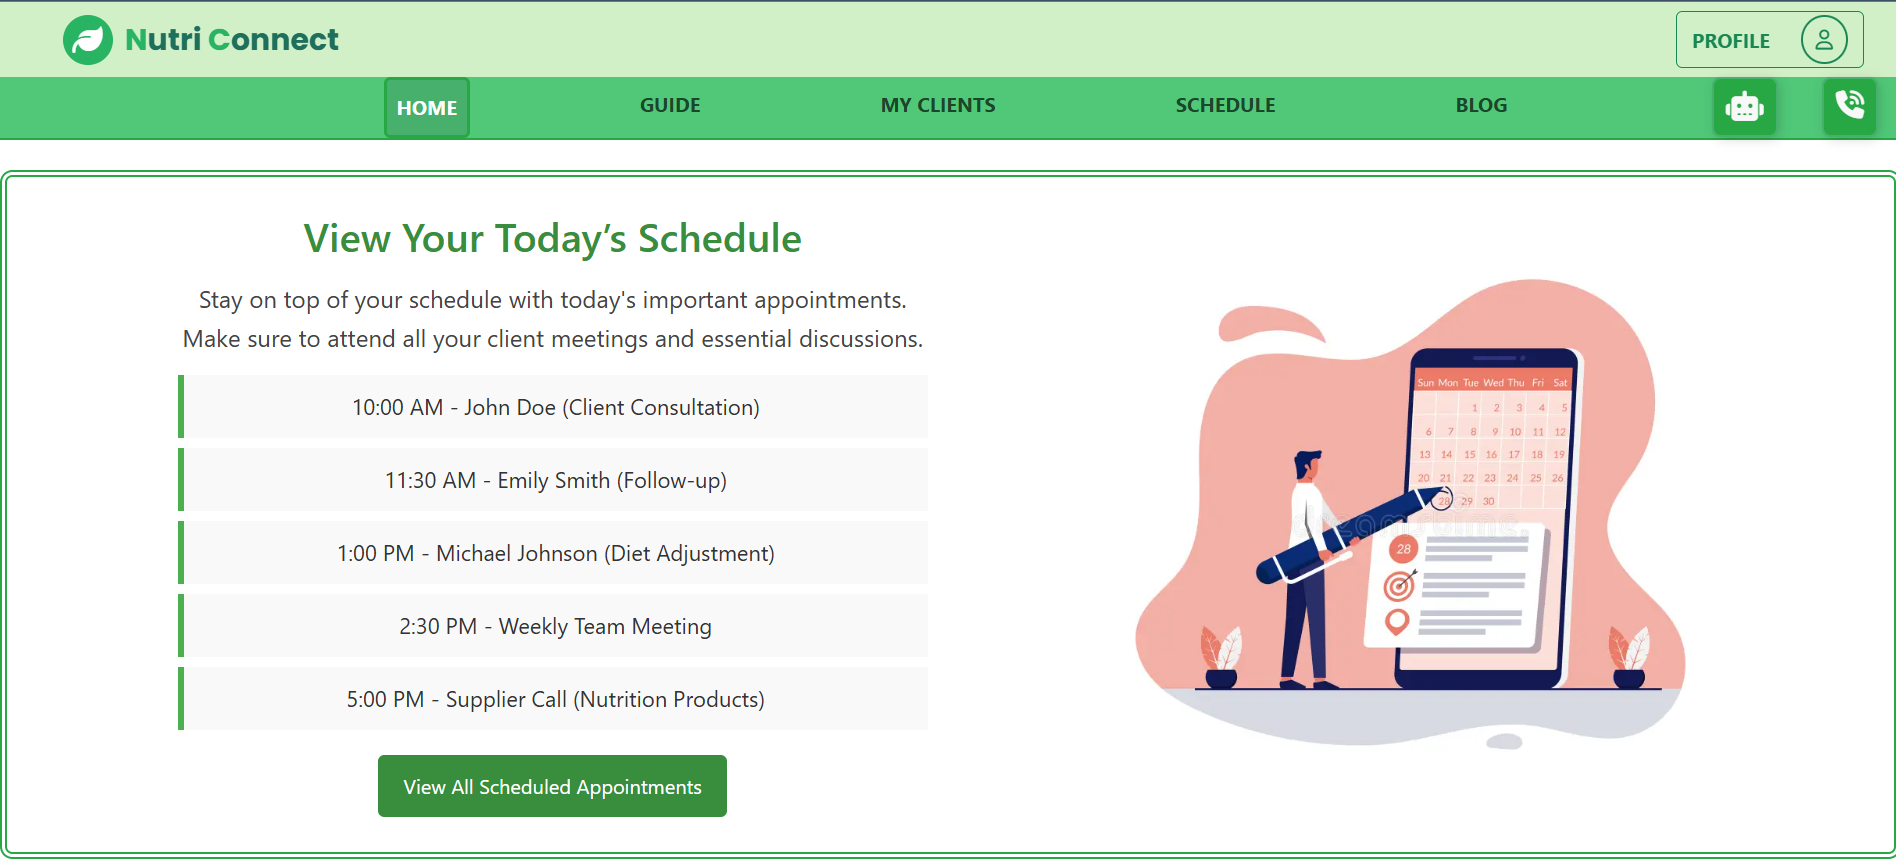 Nutri Connect
PROFILE
HOME
GUIDE
MY CLIENTS
SCHEDULE
BLOG
View Your Today’s Schedule
Stay on top of your schedule with today's important appointments.
Make sure to attend all your client meetings and essential discussions.
10:00 AM - John Doe (Client Consultation)
11:30 AM - Emily Smith (Follow-up)
1:00 PM - Michael Johnson (Diet Adjustment)
2:30 PM - Weekly Team Meeting
5:00 PM - Supplier Call (Nutrition Products)
View All Scheduled Appointments
Sun Mon Tue Wed Thu Fri Sat
1 2 3 4 5
6 7 8 9 10 11 12
13 14 15 16 17 18 19
20 21 22 23 24 25 26
28 29 30
28